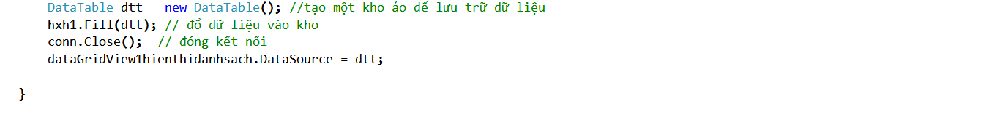 DataTable dtt = new DataTable(); //tạo một kho ảo để lưu trữ dữ liệu
hxh1.Fill(dtt); // đổ dữ liệu vào kho
conn.Close();  // đóng kết nối
dataGridView1hienthidanhsach.DataSource = dtt;
}